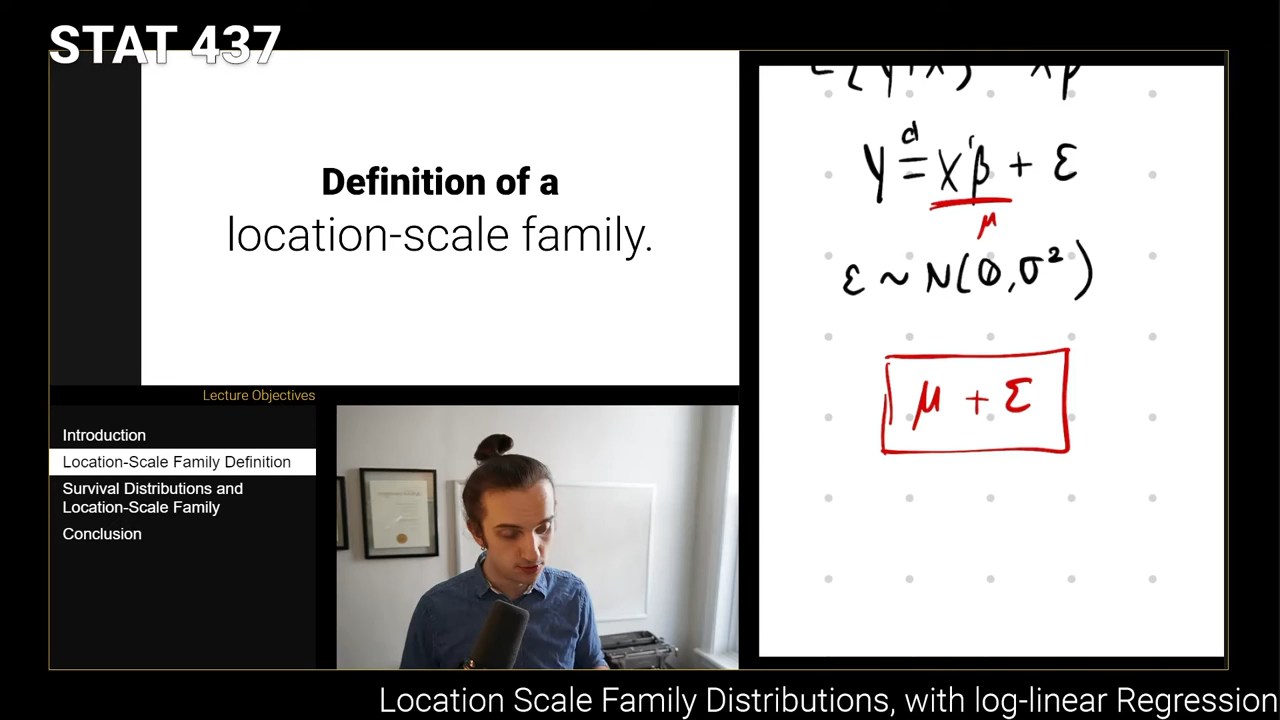 STAT 437
Definition of a
location-scale family.
Lecture Objectives
Introduction
Location-Scale Family Definition
Survival Distributions and
Location-Scale Family
Conclusion
Y =ᵈ X'β + ε
μ
ε ~ N(0, σ²)
μ + ε
Location Scale Family Distributions, with log-linear Regression